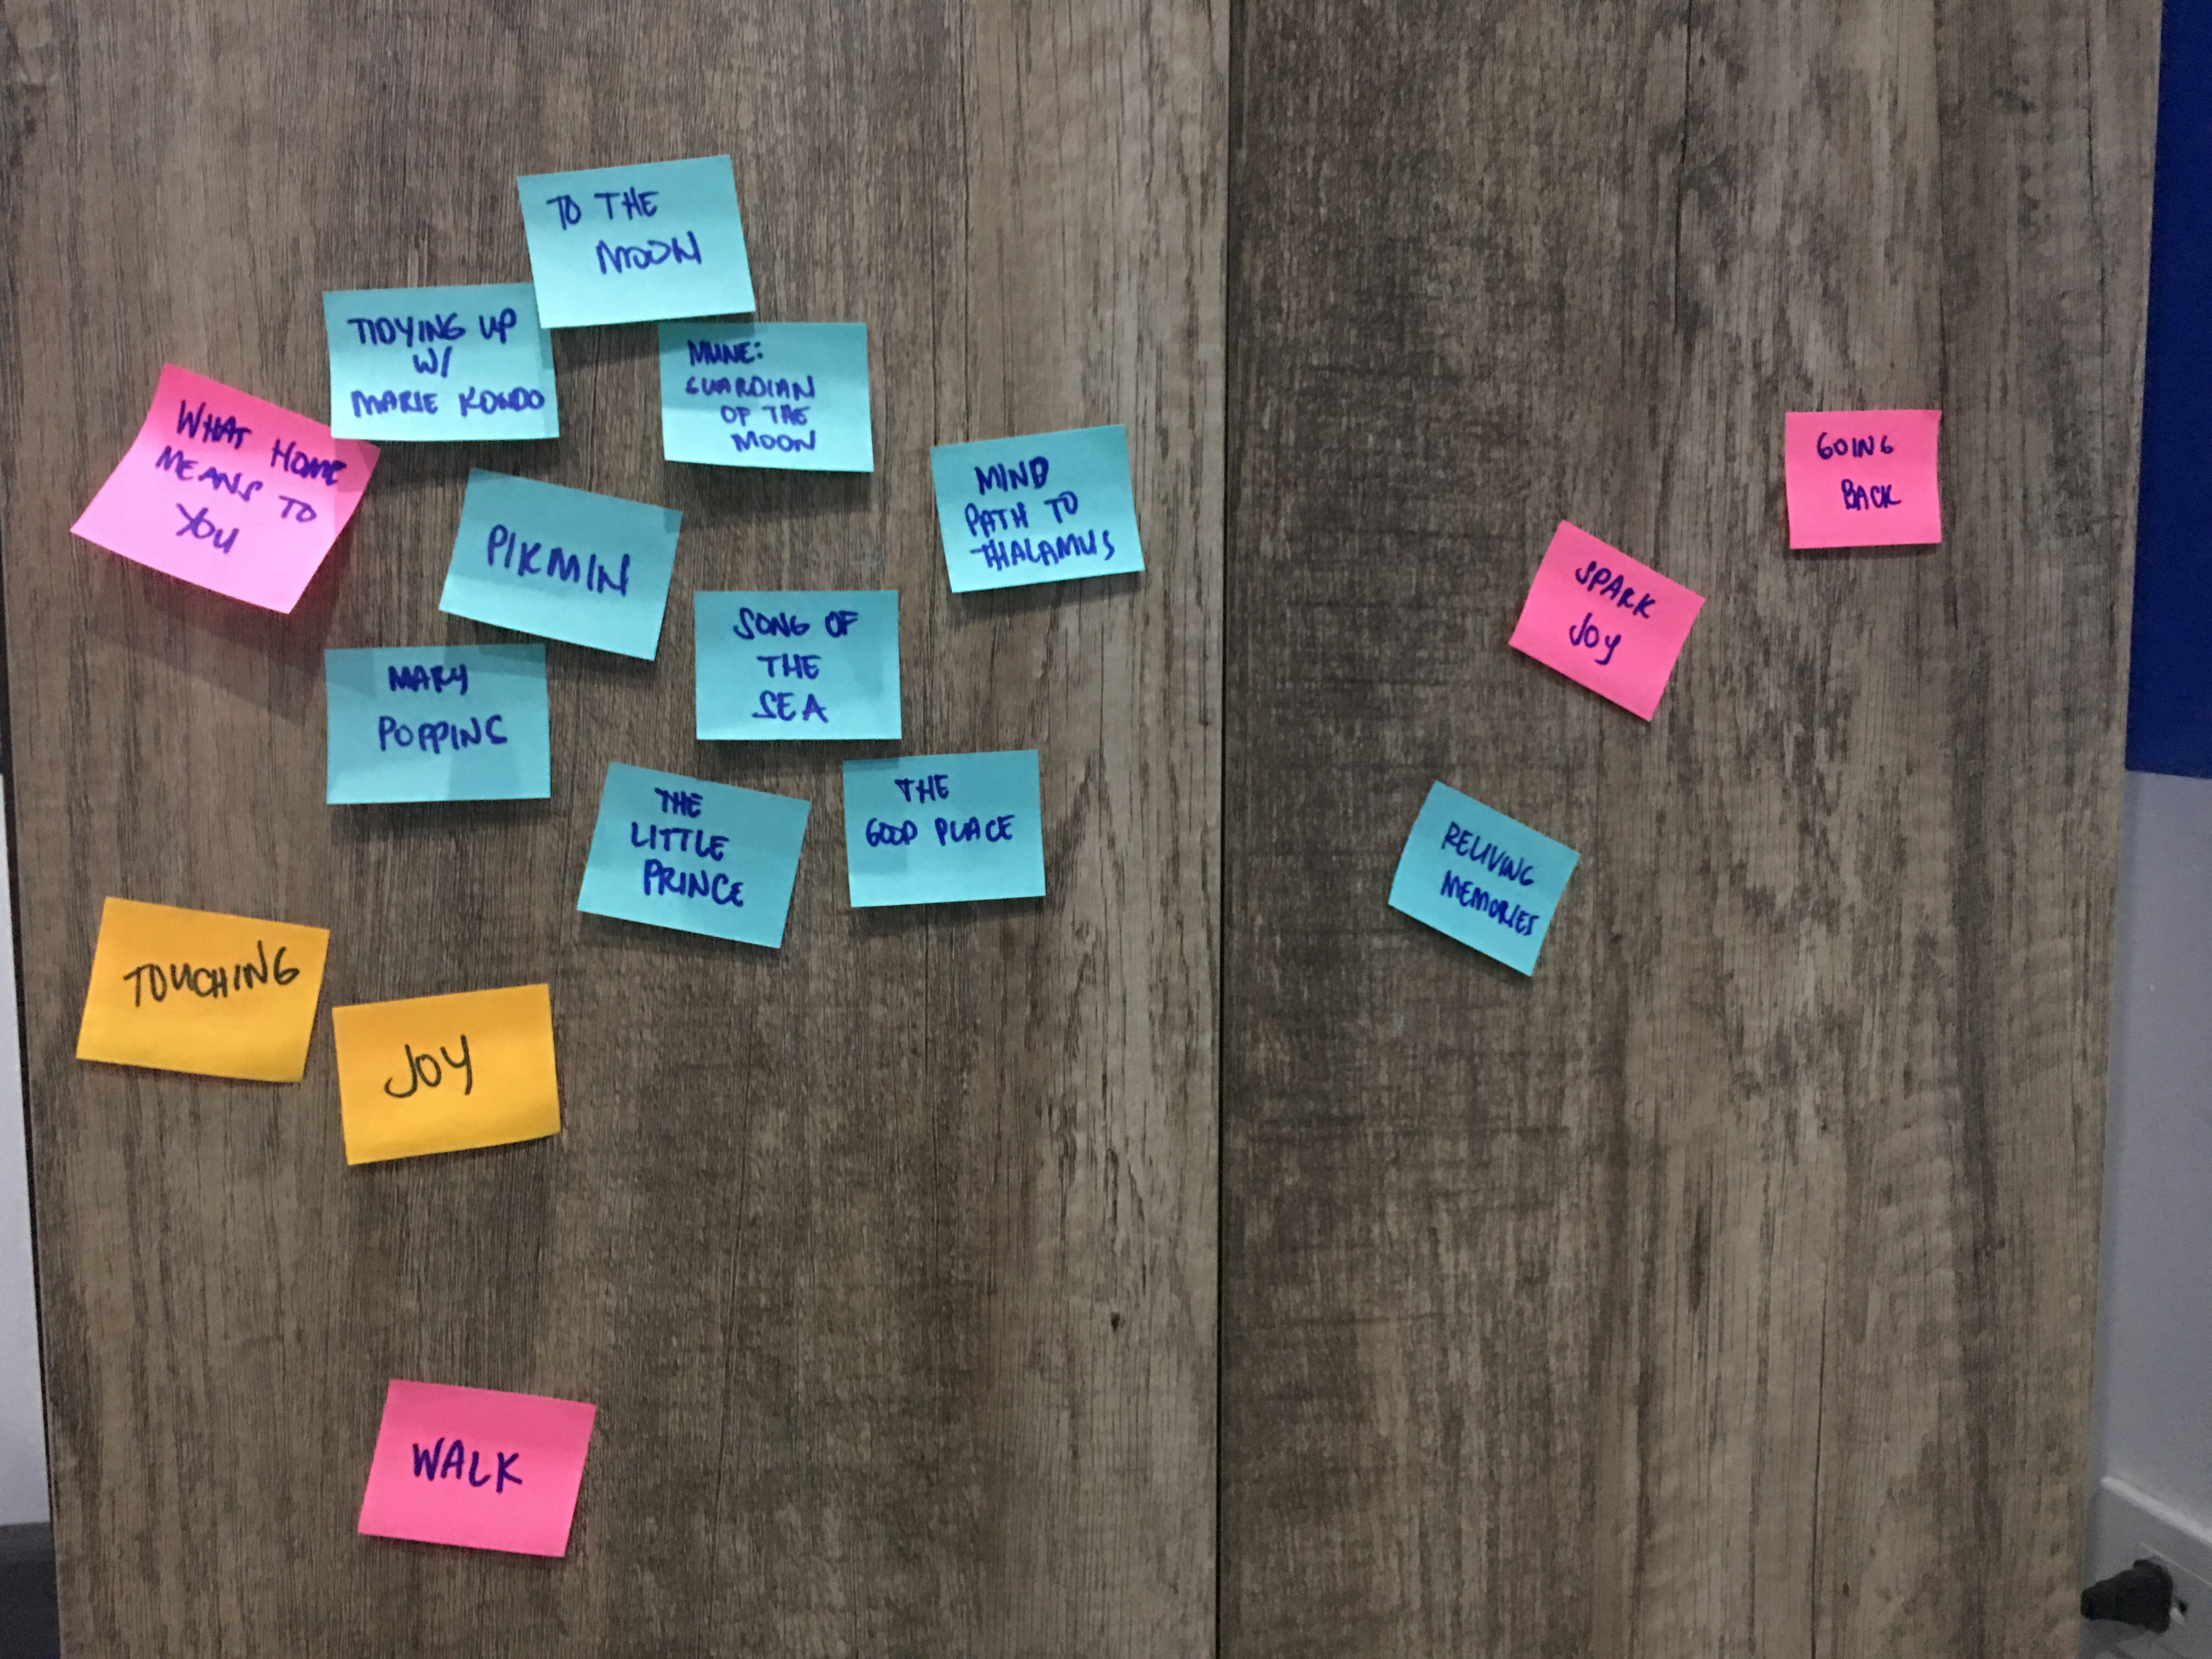 TO THE
MOON
TIDYING UP
W/
MARIE KONDO
MUNE:
GUARDIAN
OF THE
MOON
WHAT HOME
MEANS TO
YOU
PIKMIN
MIND
PATH TO
THALAMUS
SONG OF
THE
SEA
MARY
POPPINS
THE
LITTLE
PRINCE
THE
GOOD PLACE
TOUCHING
JOY
WALK
GOING
BACK
SPARK
JOY
RELIVING
MEMORIES